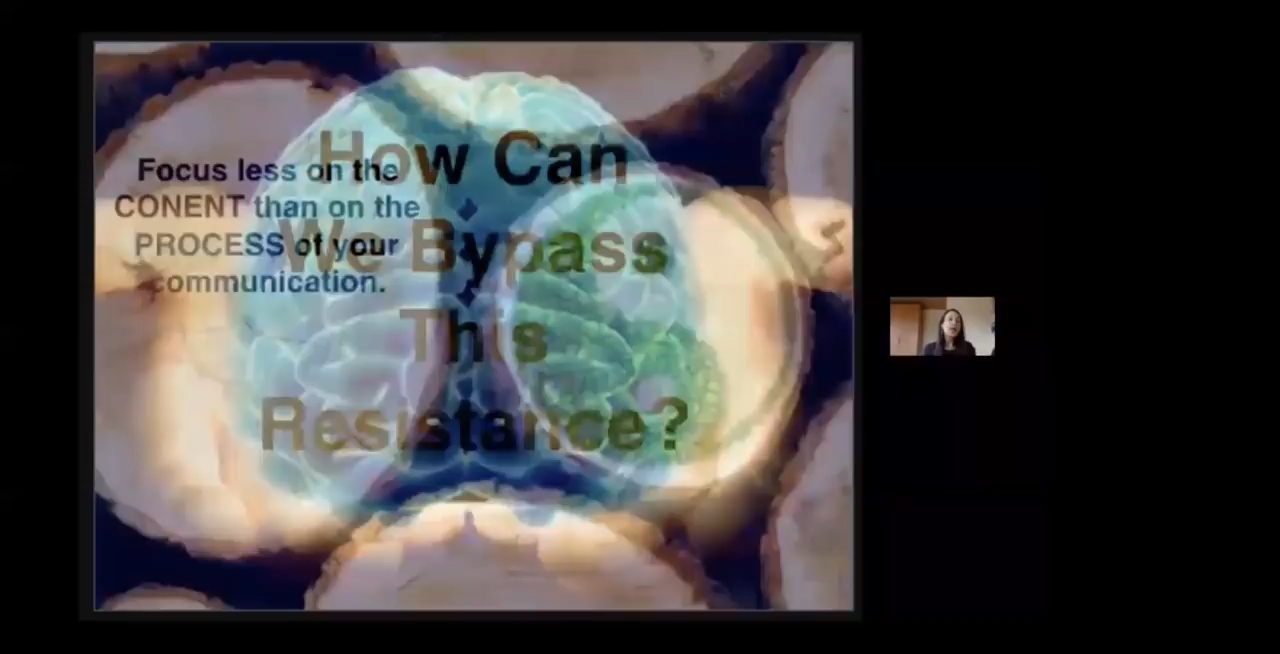 How Can
We Bypass
This
Resistance?
Focus less on the
CONENT than on the
PROCESS of your
communication.